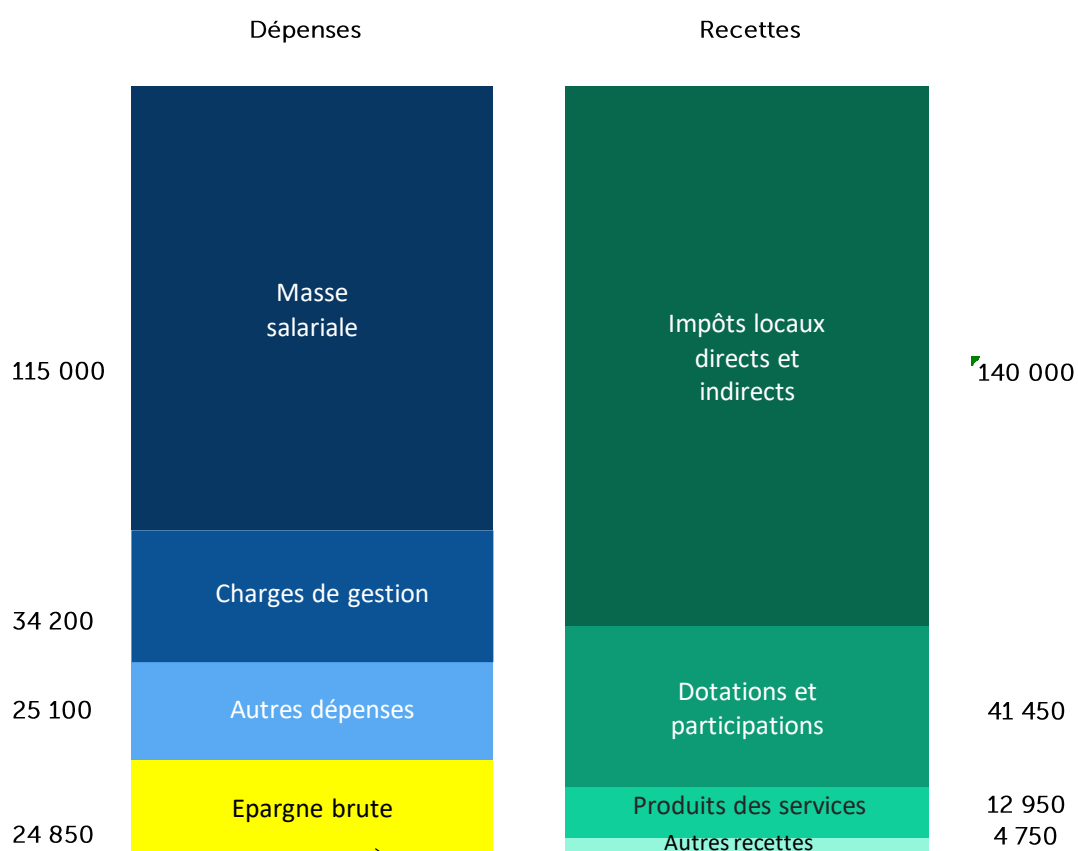 Dépenses
Recettes
Masse
salariale
115 000
Charges de gestion
34 200
Autres dépenses
25 100
Epargne brute
24 850
Impôts locaux
directs et
indirects
140 000
Dotations et
participations
41 450
Produits des services
12 950
Autres recettes
4 750